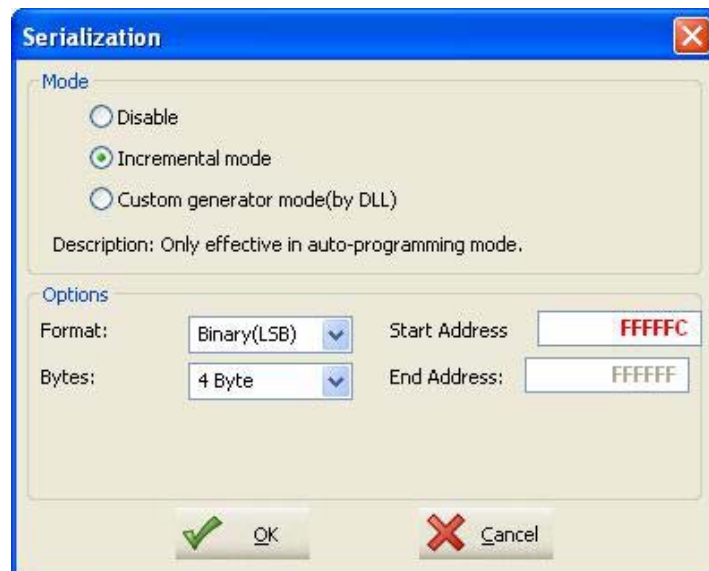 Serialization
Mode
Disable
Incremental mode
Custom generator mode(by DLL)
Description: Only effective in auto-programming mode.
Options
Format: Binary(LSB) Start Address FFFFFC
Bytes: 4 Byte End Address: FFFFFF
OK Cancel